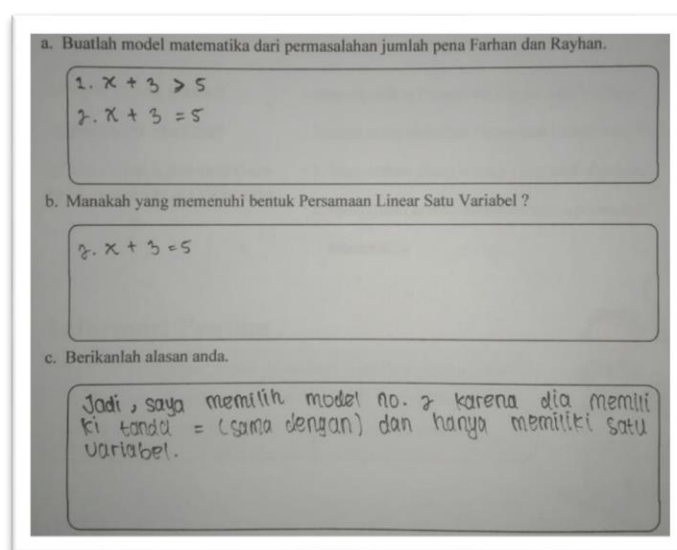 a. Buatlah model matematika dari permasalahan jumlah pena Farhan dan Rayhan.
1. x + 3 > 5
2. x + 3 = 5
b. Manakah yang memenuhi bentuk Persamaan Linear Satu Variabel ?
2. x + 3 = 5
c. Berikanlah alasan anda.
Jadi, saya memilih model no. 2 karena dia memili
ki tanda = (sama dengan) dan hanya memiliki satu
variabel.